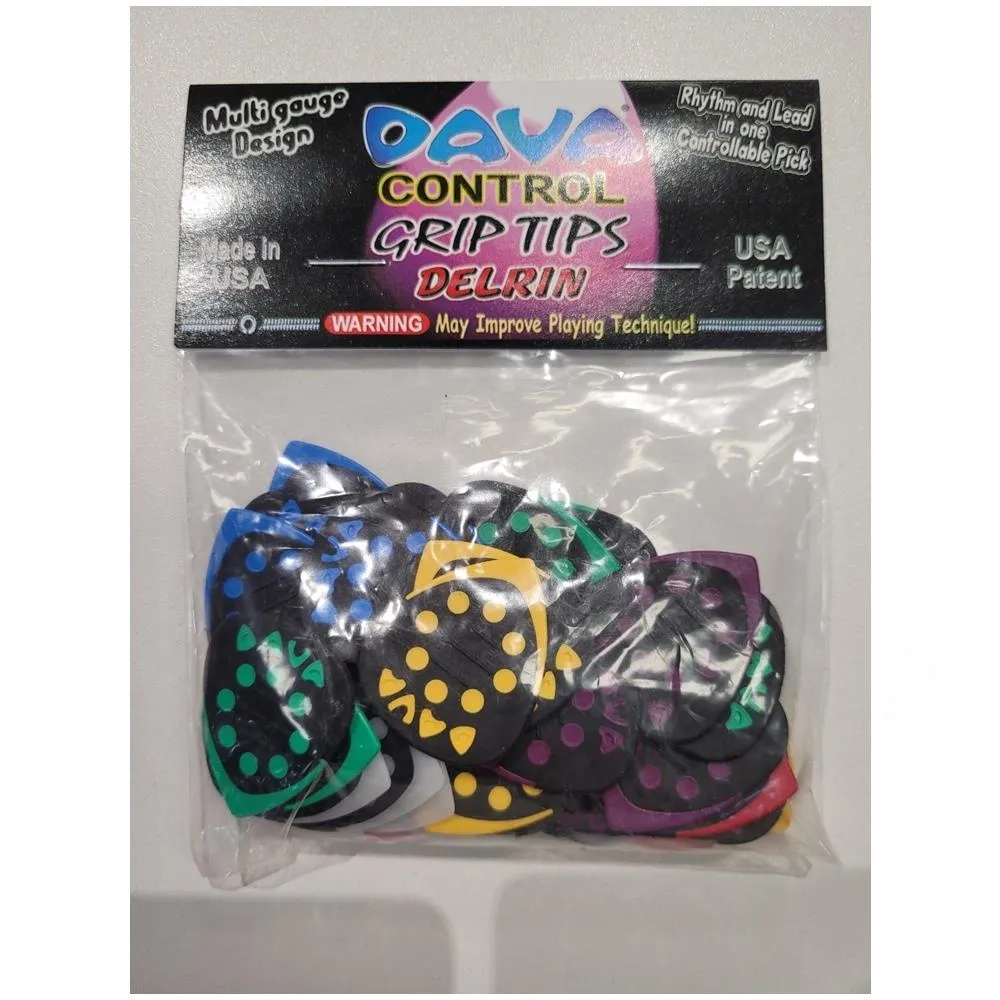 Multi gauge
Design
DAVA®
CONTROL
GRIP TIPS
DELRIN
Rhythm and Lead
in one
Controllable Pick
Made in
USA
USA
Patent
WARNING May Improve Playing Technique!